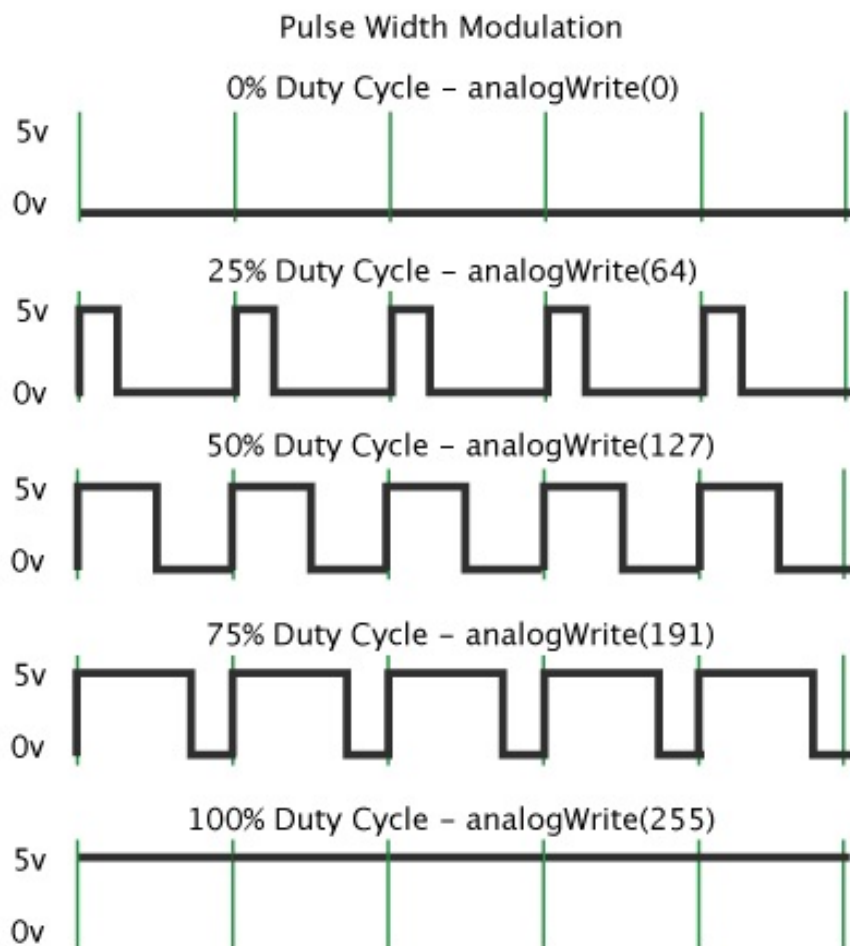 Pulse Width Modulation
0% Duty Cycle – analogWrite(0)
5v
0v
25% Duty Cycle – analogWrite(64)
5v
0v
50% Duty Cycle – analogWrite(127)
5v
0v
75% Duty Cycle – analogWrite(191)
5v
0v
100% Duty Cycle – analogWrite(255)
5v
0v